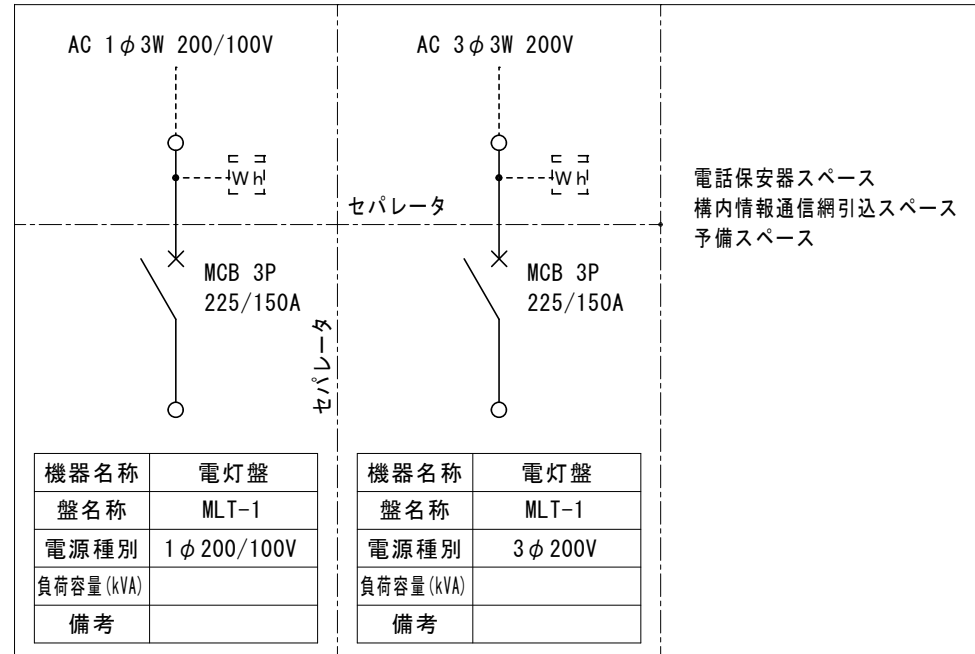 AC 1φ3W 200/100V
Wh
MCB 3P
225/150A
セパレータ
機器名称 電灯盤
盤名称 MLT-1
電源種別 1φ200/100V
負荷容量(kVA)
備考
AC 3φ3W 200V
Wh
セパレータ
MCB 3P
225/150A
機器名称 電灯盤
盤名称 MLT-1
電源種別 3φ200V
負荷容量(kVA)
備考
電話保安器スペース
構内情報通信網引込スペース
予備スペース